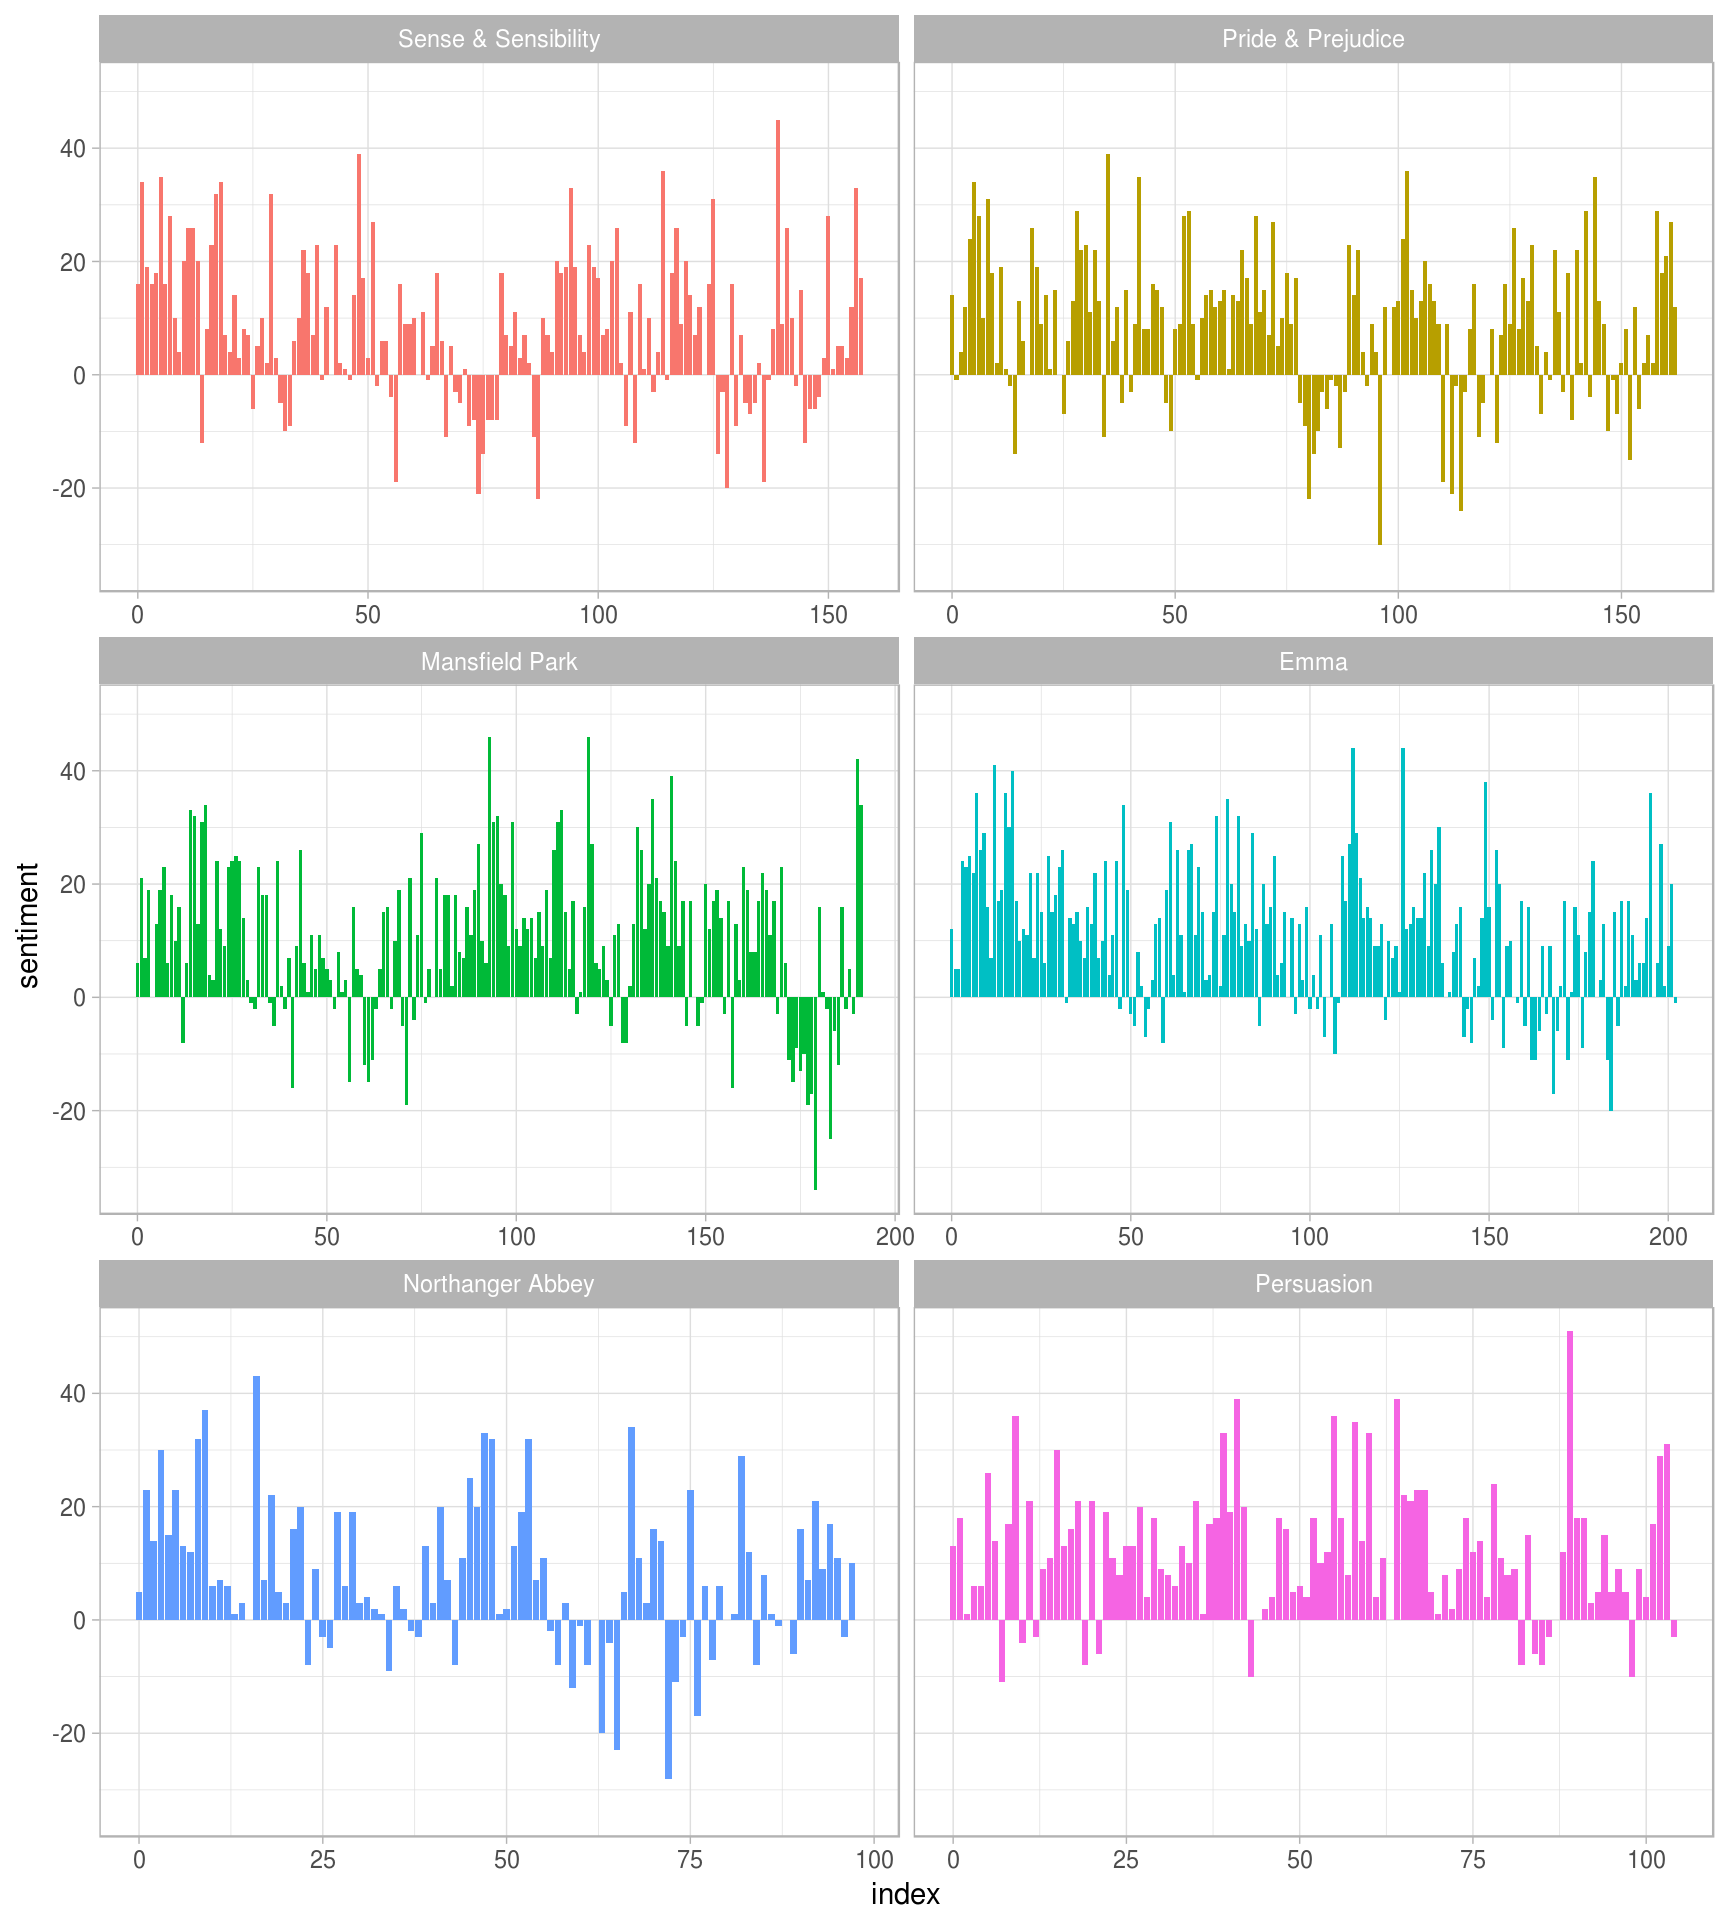 Sense & Sensibility
Pride & Prejudice
40
20
0
-20
0 50 100 150
0 50 100 150
Mansfield Park
Emma
sentiment
40
20
0
-20
0 50 100 150 200
0 50 100 150 200
Northanger Abbey
Persuasion
40
20
0
-20
0 25 50 75 100
0 25 50 75 100
index